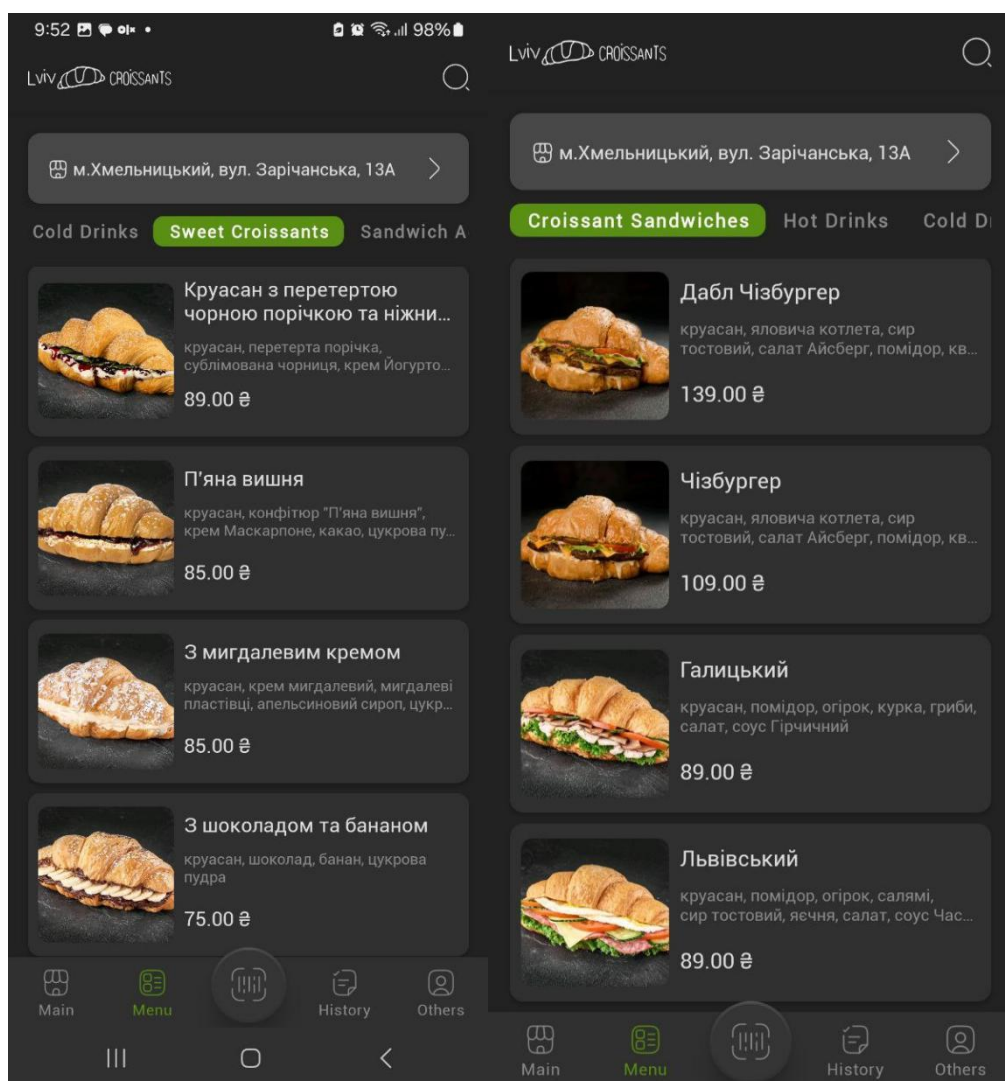 9:52
98%
Lviv CROISSANTS
м.Хмельницький, вул. Зарічанська, 13А
Cold Drinks
Sweet Croissants
Sandwich A
Круасан з перетертою
чорною порічкою та ніжни...
круасан, перетерта порічка,
сублімована чорниця, крем Йогурто...
89.00 ₴
П'яна вишня
круасан, конфітюр "П'яна вишня",
крем Маскарпоне, какао, цукрова пу...
85.00 ₴
З мигдалевим кремом
круасан, крем мигдалевий, мигдалеві
пластівці, апельсиновий сироп, цукр...
85.00 ₴
З шоколадом та бананом
круасан, шоколад, банан, цукрова
пудра
75.00 ₴
Main
Menu
History
Others
Lviv CROISSANTS
м.Хмельницький, вул. Зарічанська, 13А
Croissant Sandwiches
Hot Drinks
Cold D
Дабл Чізбургер
круасан, яловича котлета, сир
тостовий, салат Айсберг, помідор, кв...
139.00 ₴
Чізбургер
круасан, яловича котлета, сир
тостовий, салат Айсберг, помідор, кв...
109.00 ₴
Галицький
круасан, помідор, огірок, курка, гриби,
салат, соус Гірчичний
89.00 ₴
Львівський
круасан, помідор, огірок, салямі,
сир тостовий, яєчня, салат, соус Час...
89.00 ₴
Main
Menu
History
Others